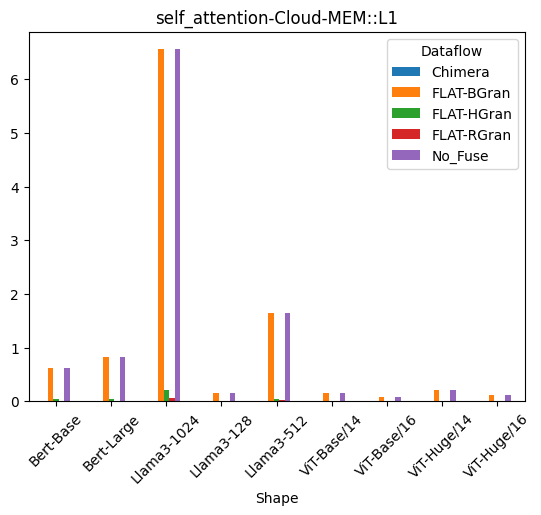 self_attention-Cloud-MEM::L1
Dataflow
Chimera
FLAT-BGran
FLAT-HGran
FLAT-RGran
No_Fuse
6
5
4
3
2
1
0
Bert-Base
Bert-Large
Llama3-1024
Llama3-128
Llama3-512
ViT-Base/14
ViT-Base/16
ViT-Huge/14
ViT-Huge/16
Shape